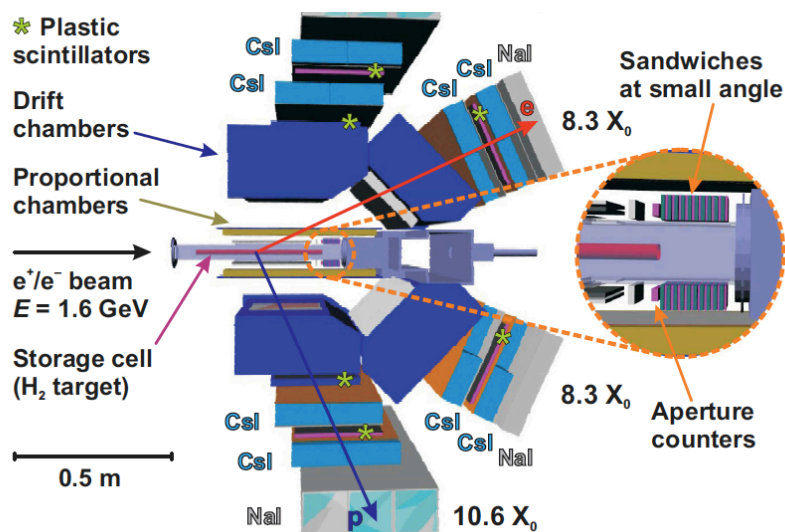 * Plastic
scintillators
Drift
chambers
Proportional
chambers
e⁺/e⁻ beam
E = 1.6 GeV
Storage cell
(H₂ target)
0.5 m
CsI
CsI
CsI
CsI
NaI
e
8.3 X₀
Sandwiches
at small angle
Aperture
counters
8.3 X₀
CsI
CsI
NaI
CsI
CsI
NaI
p
10.6 X₀